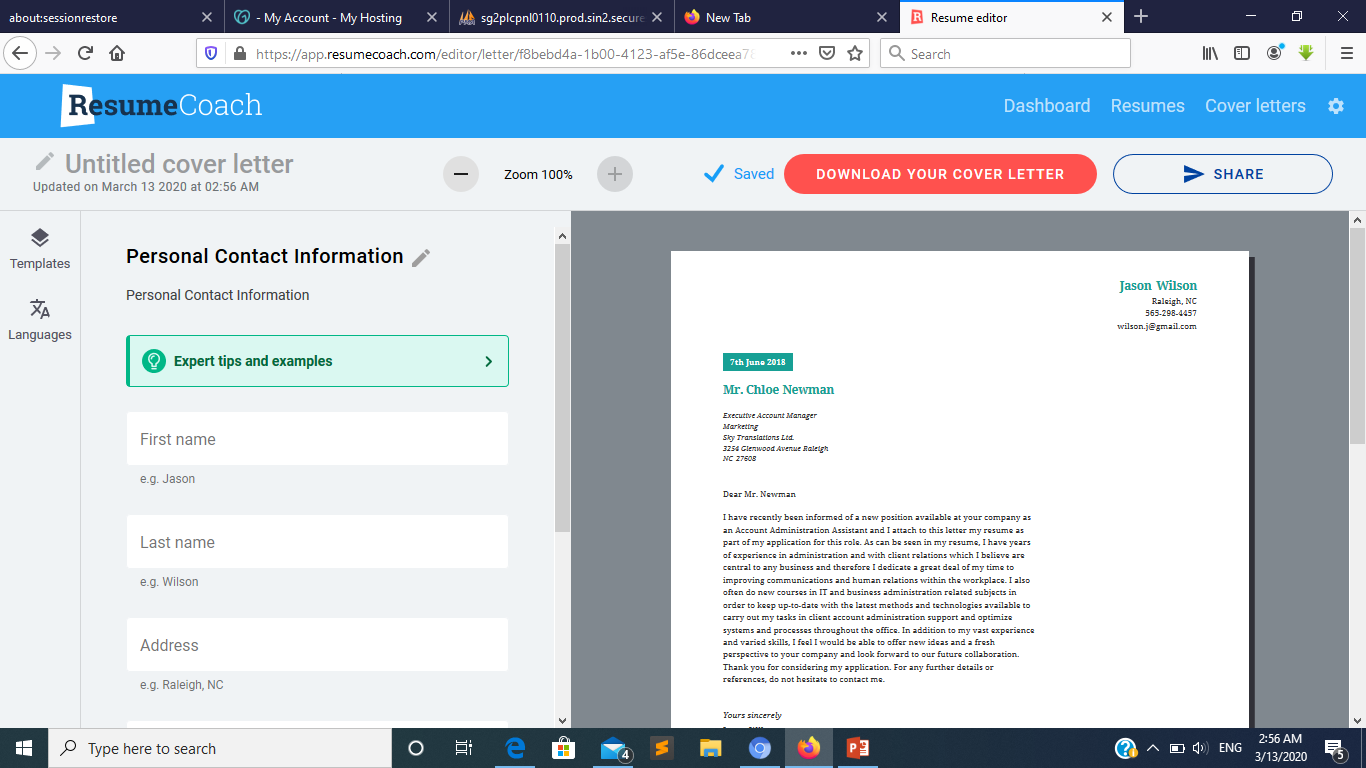 about:sessionrestore
- My Account - My Hosting
sg2plcpnl0110.prod.sin2.secure
New Tab
Resume editor
https://app.resumecoach.com/editor/letter/f8bebd4a-1b00-4123-af5e-86dceea7
Search
ResumeCoach
Dashboard
Resumes
Cover letters
Untitled cover letter
Updated on March 13 2020 at 02:56 AM
Zoom 100%
Saved
DOWNLOAD YOUR COVER LETTER
SHARE
Templates
Languages
Personal Contact Information
Personal Contact Information
Expert tips and examples
First name
e.g. Jason
Last name
e.g. Wilson
Address
e.g. Raleigh, NC
Jason Wilson
Raleigh, NC
565-298-4457
wilson.j@gmail.com
7th June 2018
Mr. Chloe Newman
Executive Account Manager
Marketing
Sky Translations Ltd.
3254 Glenwood Avenue Raleigh
NC 27608
Dear Mr. Newman
I have recently been informed of a new position available at your company as
an Account Administration Assistant and I attach to this letter my resume as
part of my application for this role. As can be seen in my resume, I have years
of experience in administration and with client relations which I believe are
central to any business and therefore I dedicate a great deal of my time to
improving communications and human relations within the workplace. I also
often do new courses in IT and business administration related subjects in
order to keep up-to-date with the latest methods and technologies available to
carry out my tasks in client account administration support and optimize
systems and processes throughout the office. In addition to my vast experience
and varied skills, I feel I would be able to offer new ideas and a fresh
perspective to your company and look forward to our future collaboration.
Thank you for considering my application. For any further details or
references, do not hesitate to contact me.
Yours sincerely
Type here to search
4
ENG
2:56 AM
3/13/2020
5